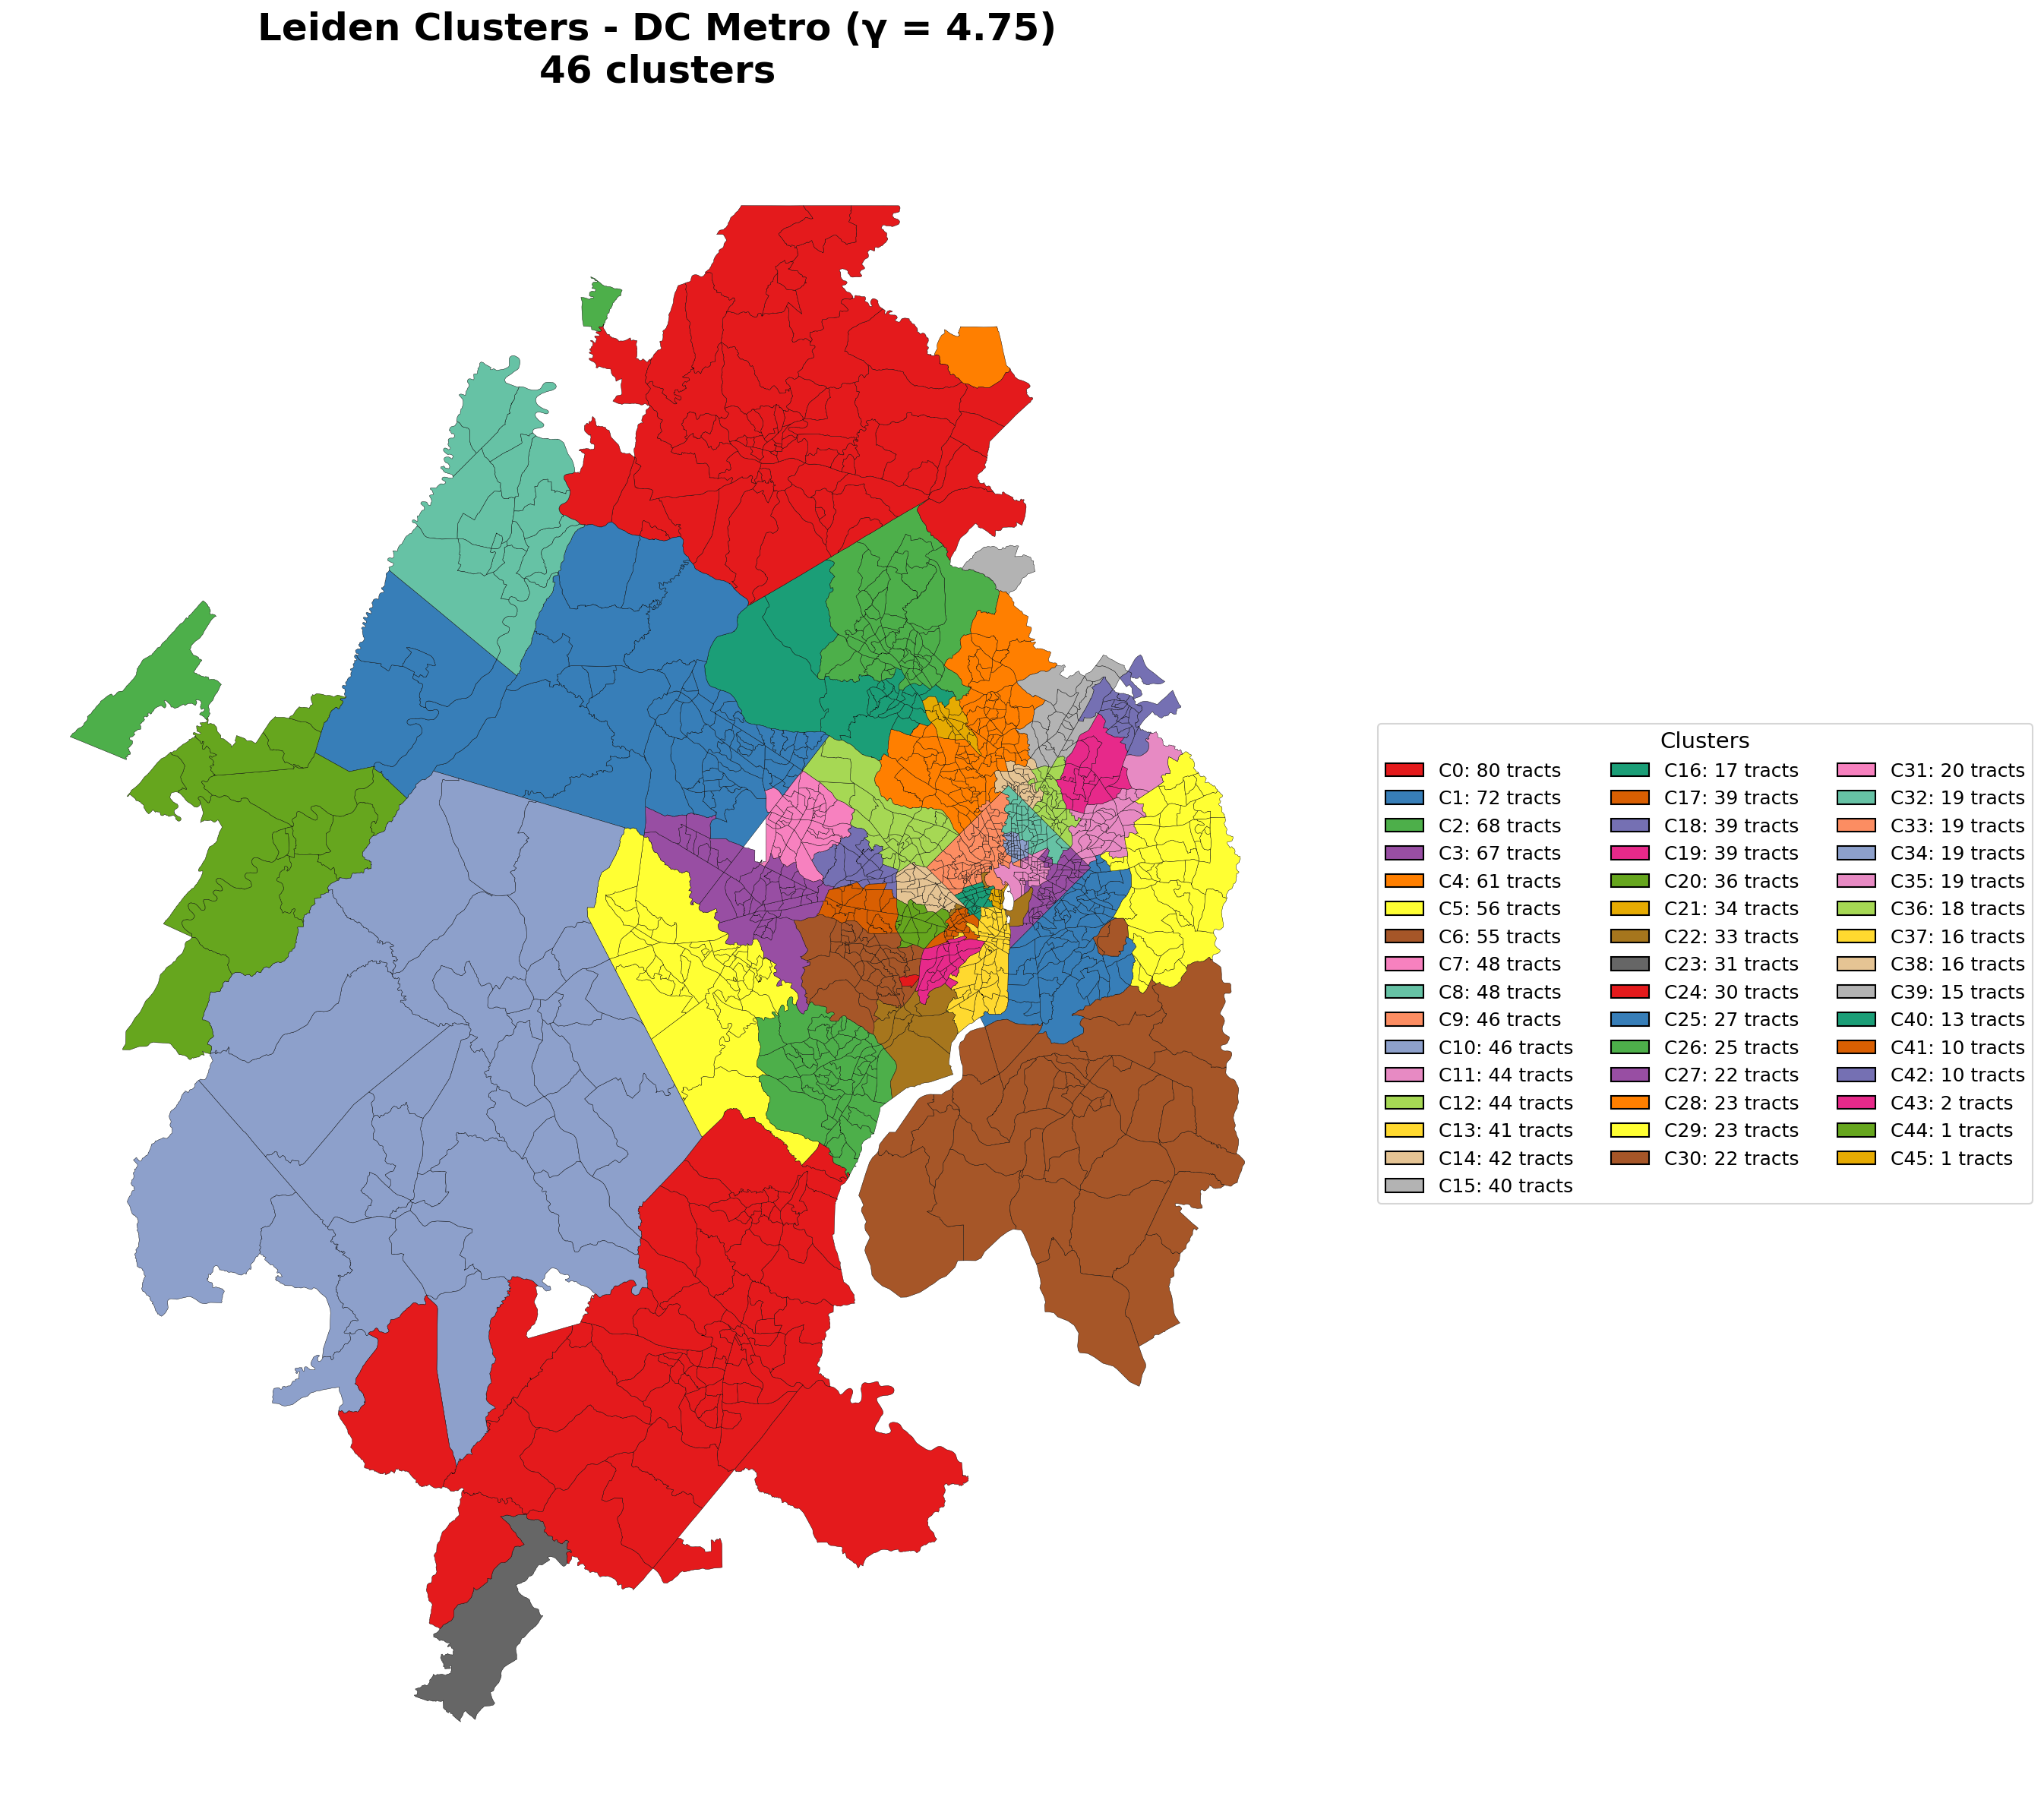 Leiden Clusters - DC Metro (γ = 4.75)
46 clusters
Clusters
C0: 80 tracts
C1: 72 tracts
C2: 68 tracts
C3: 67 tracts
C4: 61 tracts
C5: 56 tracts
C6: 55 tracts
C7: 48 tracts
C8: 48 tracts
C9: 46 tracts
C10: 46 tracts
C11: 44 tracts
C12: 44 tracts
C13: 41 tracts
C14: 42 tracts
C15: 40 tracts
C16: 17 tracts
C17: 39 tracts
C18: 39 tracts
C19: 39 tracts
C20: 36 tracts
C21: 34 tracts
C22: 33 tracts
C23: 31 tracts
C24: 30 tracts
C25: 27 tracts
C26: 25 tracts
C27: 22 tracts
C28: 23 tracts
C29: 23 tracts
C30: 22 tracts
C31: 20 tracts
C32: 19 tracts
C33: 19 tracts
C34: 19 tracts
C35: 19 tracts
C36: 18 tracts
C37: 16 tracts
C38: 16 tracts
C39: 15 tracts
C40: 13 tracts
C41: 10 tracts
C42: 10 tracts
C43: 2 tracts
C44: 1 tracts
C45: 1 tracts